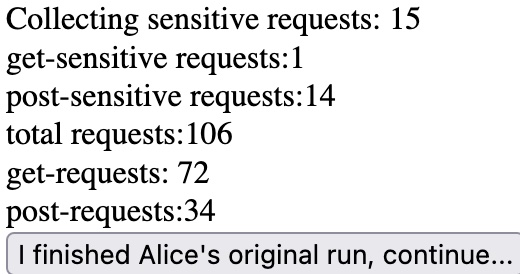 Collecting sensitive requests: 15
get-sensitive requests:1
post-sensitive requests:14
total requests:106
get-requests: 72
post-requests:34
I finished Alice's original run, continue...